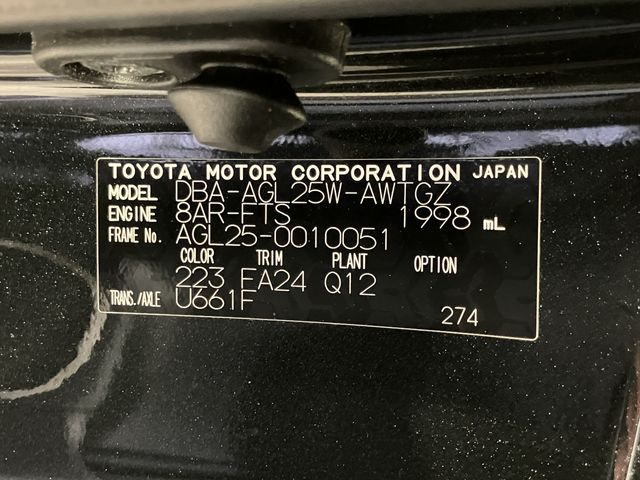 TOYOTA MOTOR CORPORATION JAPAN
MODEL DBA-AGL25W-AWTGZ
ENGINE 8AR-FTS 1998 mL
FRAME No. AGL25-0010051
COLOR TRIM PLANT OPTION
223 FA24 Q12
TRANS./AXLE U661F
274